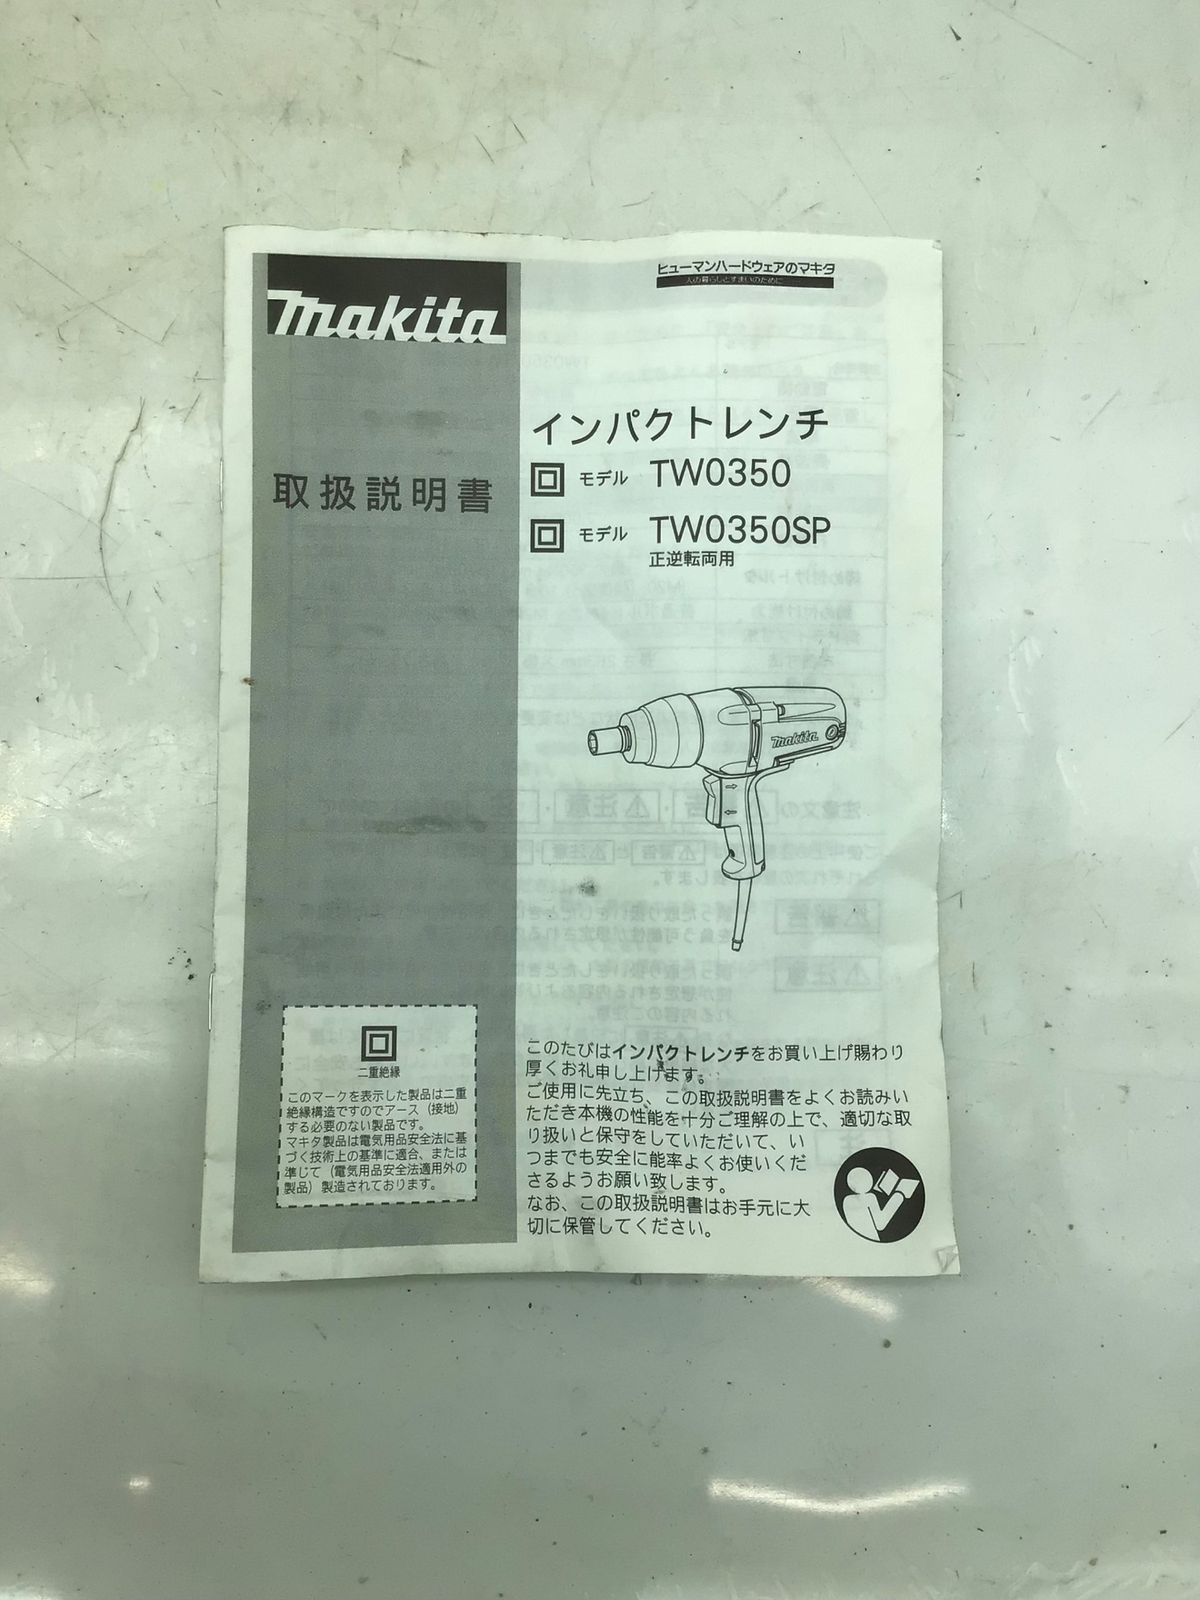 makita
ヒューマンハードウェアのマキタ
人の暮らしとすまいのために
取扱説明書
インパクトレンチ
モデル TW0350
モデル TW0350SP
正逆転両用
makita
二重絶縁
このマークを表示した製品は二重
絶縁構造ですのでアース（接地）
する必要のない製品です。
マキタ製品は電気用品安全法に基
づく技術上の基準に適合、または
準じて（電気用品安全法適用外の
製品）製造されております。
このたびはインパクトレンチをお買い上げ賜わり
厚くお礼申し上げます。
ご使用に先立ち、この取扱説明書をよくお読みい
ただき本機の性能を十分ご理解の上で、適切な取
り扱いと保守をしていただいて、い
つまでも安全に能率よくお使いくだ
さるようお願い致します。
なお、この取扱説明書はお手元に大
切に保管してください。